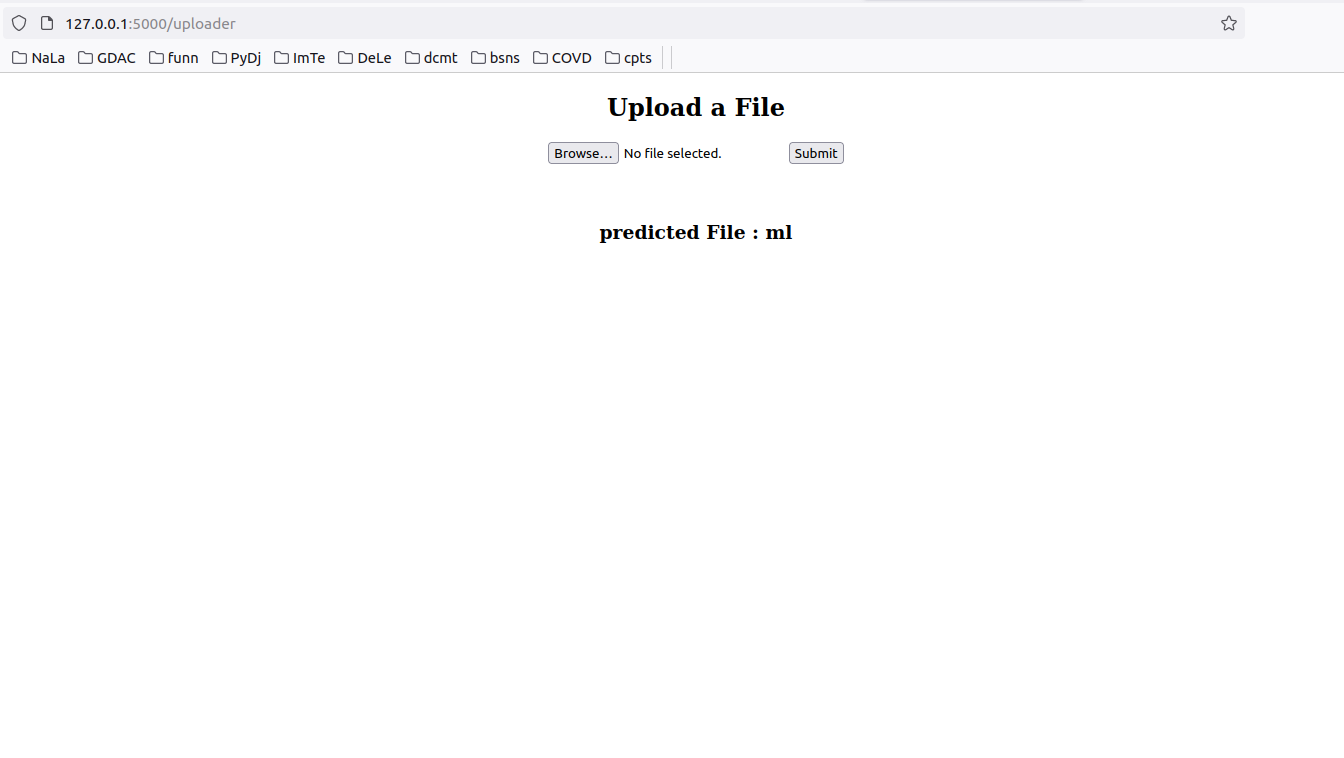 127.0.0.1:5000/uploader
NaLa GDAC funn PyDj ImTe DeLe dcmt bsns COVD cpts
Upload a File
Browse... No file selected. Submit
predicted File : ml